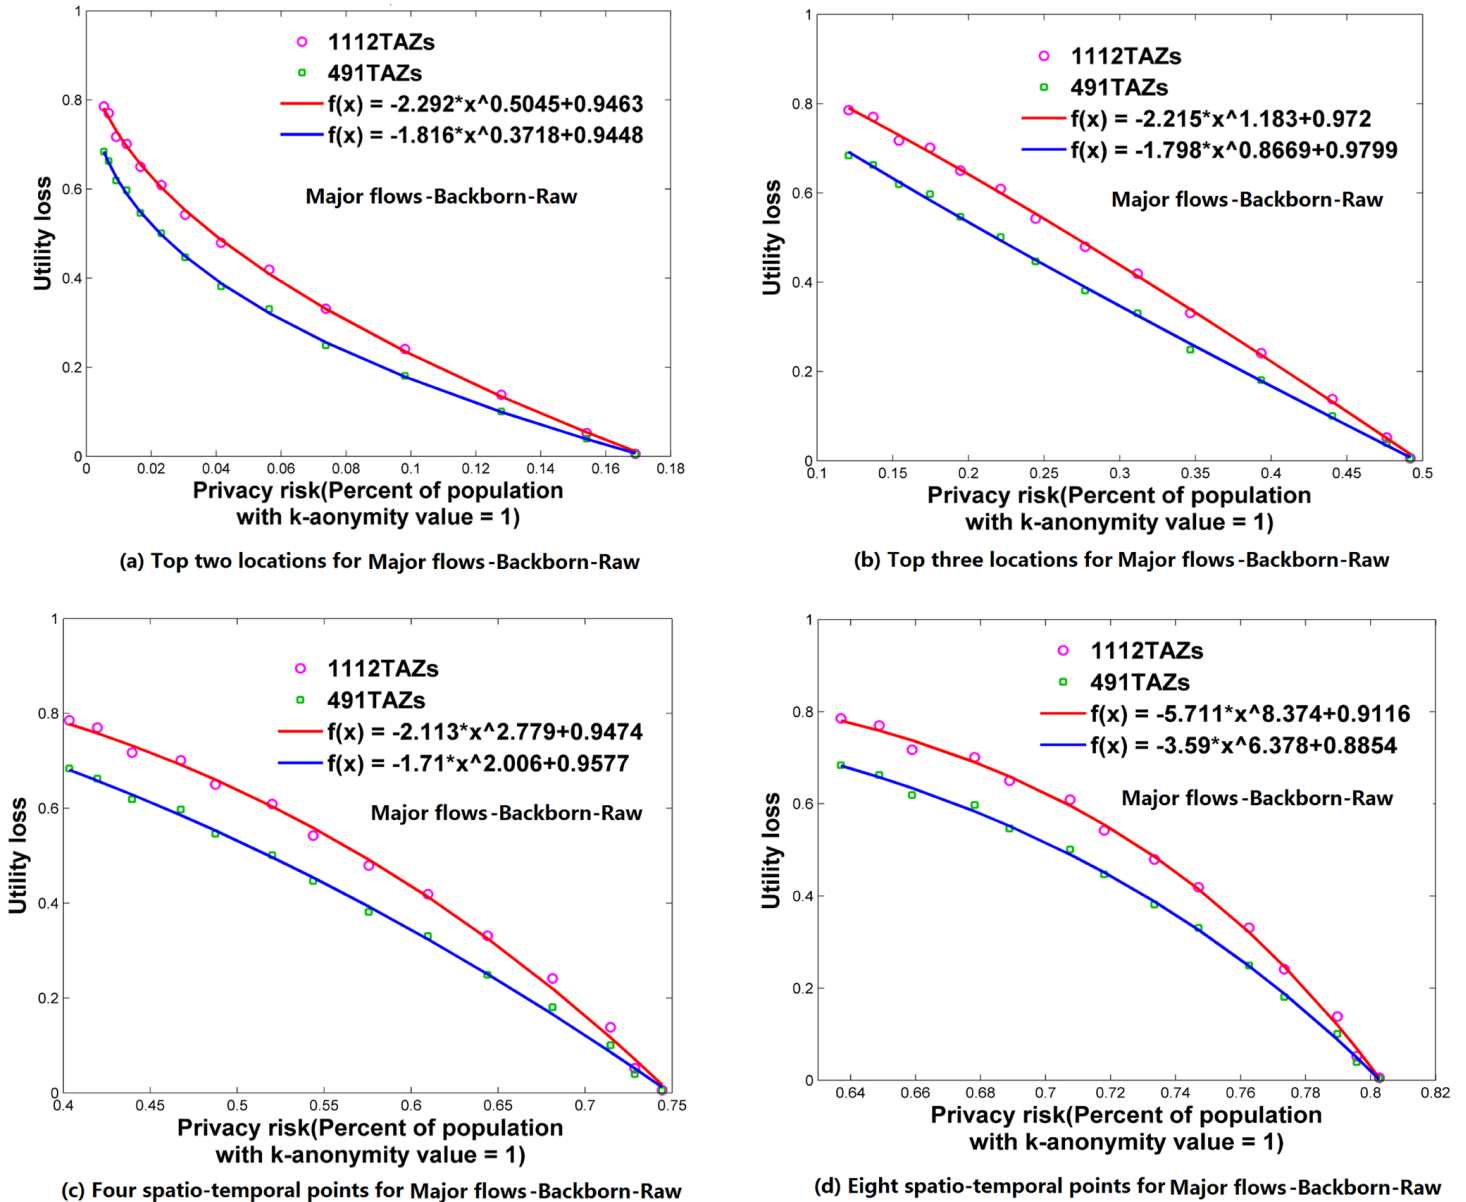 1
0.8
0.6
0.4
0.2
0
Utility loss
1112TAZs
491TAZs
f(x) = -2.292*x^0.5045+0.9463
f(x) = -1.816*x^0.3718+0.9448
Major flows-Backborn-Raw
0 0.02 0.04 0.06 0.08 0.1 0.12 0.14 0.16 0.18
Privacy risk(Percent of population
with k-aonymity value = 1)
(a) Top two locations for Major flows-Backborn-Raw
1
0.8
0.6
0.4
0.2
0
Utility loss
1112TAZs
491TAZs
f(x) = -2.215*x^1.183+0.972
f(x) = -1.798*x^0.8669+0.9799
Major flows-Backborn-Raw
0.1 0.15 0.2 0.25 0.3 0.35 0.4 0.45 0.5
Privacy risk(Percent of population
with k-anonymity value = 1)
(b) Top three locations for Major flows-Backborn-Raw
1
0.8
0.6
0.4
0.2
0
Utility loss
1112TAZs
491TAZs
f(x) = -2.113*x^2.779+0.9474
f(x) = -1.71*x^2.006+0.9577
Major flows-Backborn-Raw
0.4 0.45 0.5 0.55 0.6 0.65 0.7 0.75
Privacy risk(Percent of population
with k-anonymity value = 1)
(c) Four spatio-temporal points for Major flows-Backborn-Raw
1
0.8
0.6
0.4
0.2
0
Utility loss
1112TAZs
491TAZs
f(x) = -5.711*x^8.374+0.9116
f(x) = -3.59*x^6.378+0.8854
Major flows-Backborn-Raw
0.64 0.66 0.68 0.7 0.72 0.74 0.76 0.78 0.8 0.82
Privacy risk(Percent of population
with k-anonymity value = 1)
(d) Eight spatio-temporal points for Major flows-Backborn-Raw